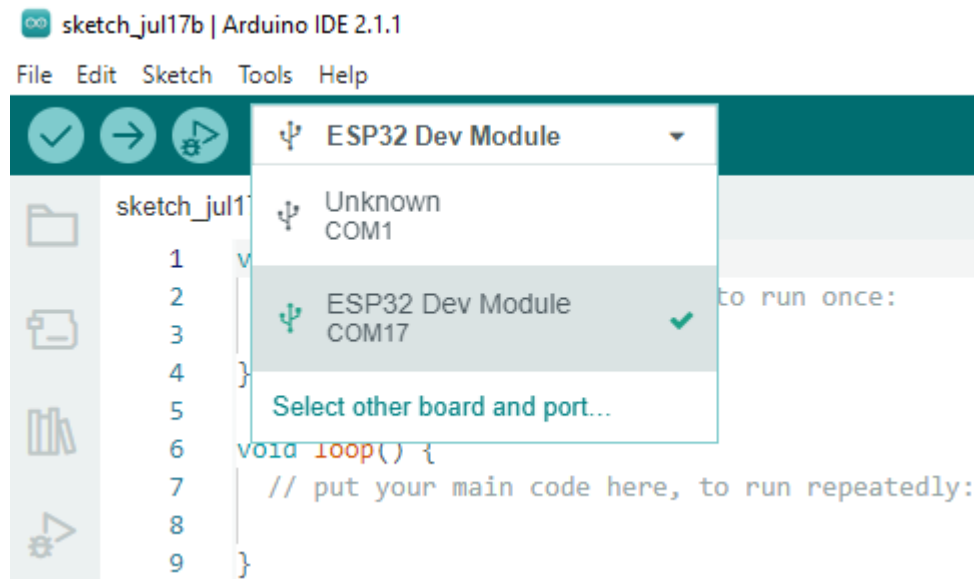 sketch_jul17b | Arduino IDE 2.1.1
File Edit Sketch Tools Help
ESP32 Dev Module
sketch_jul1
Unknown
COM1
1 v
2 to run once:
ESP32 Dev Module
COM17
3
4 }
5
Select other board and port...
6 void loop() {
7 // put your main code here, to run repeatedly:
8
9 }